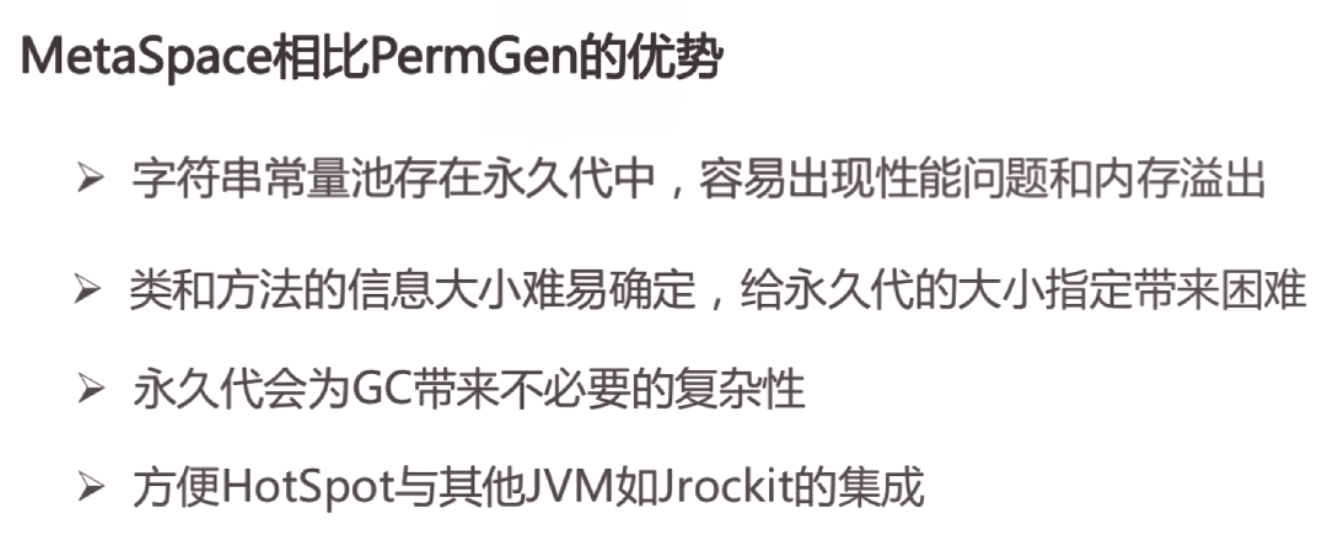 MetaSpace相比PermGen的优势
➢ 字符串常量池存在永久代中，容易出现性能问题和内存溢出
➢ 类和方法的信息大小难易确定，给永久代的大小指定带来困难
➢ 永久代会为GC带来不必要的复杂性
➢ 方便HotSpot与其他JVM如Jrockit的集成